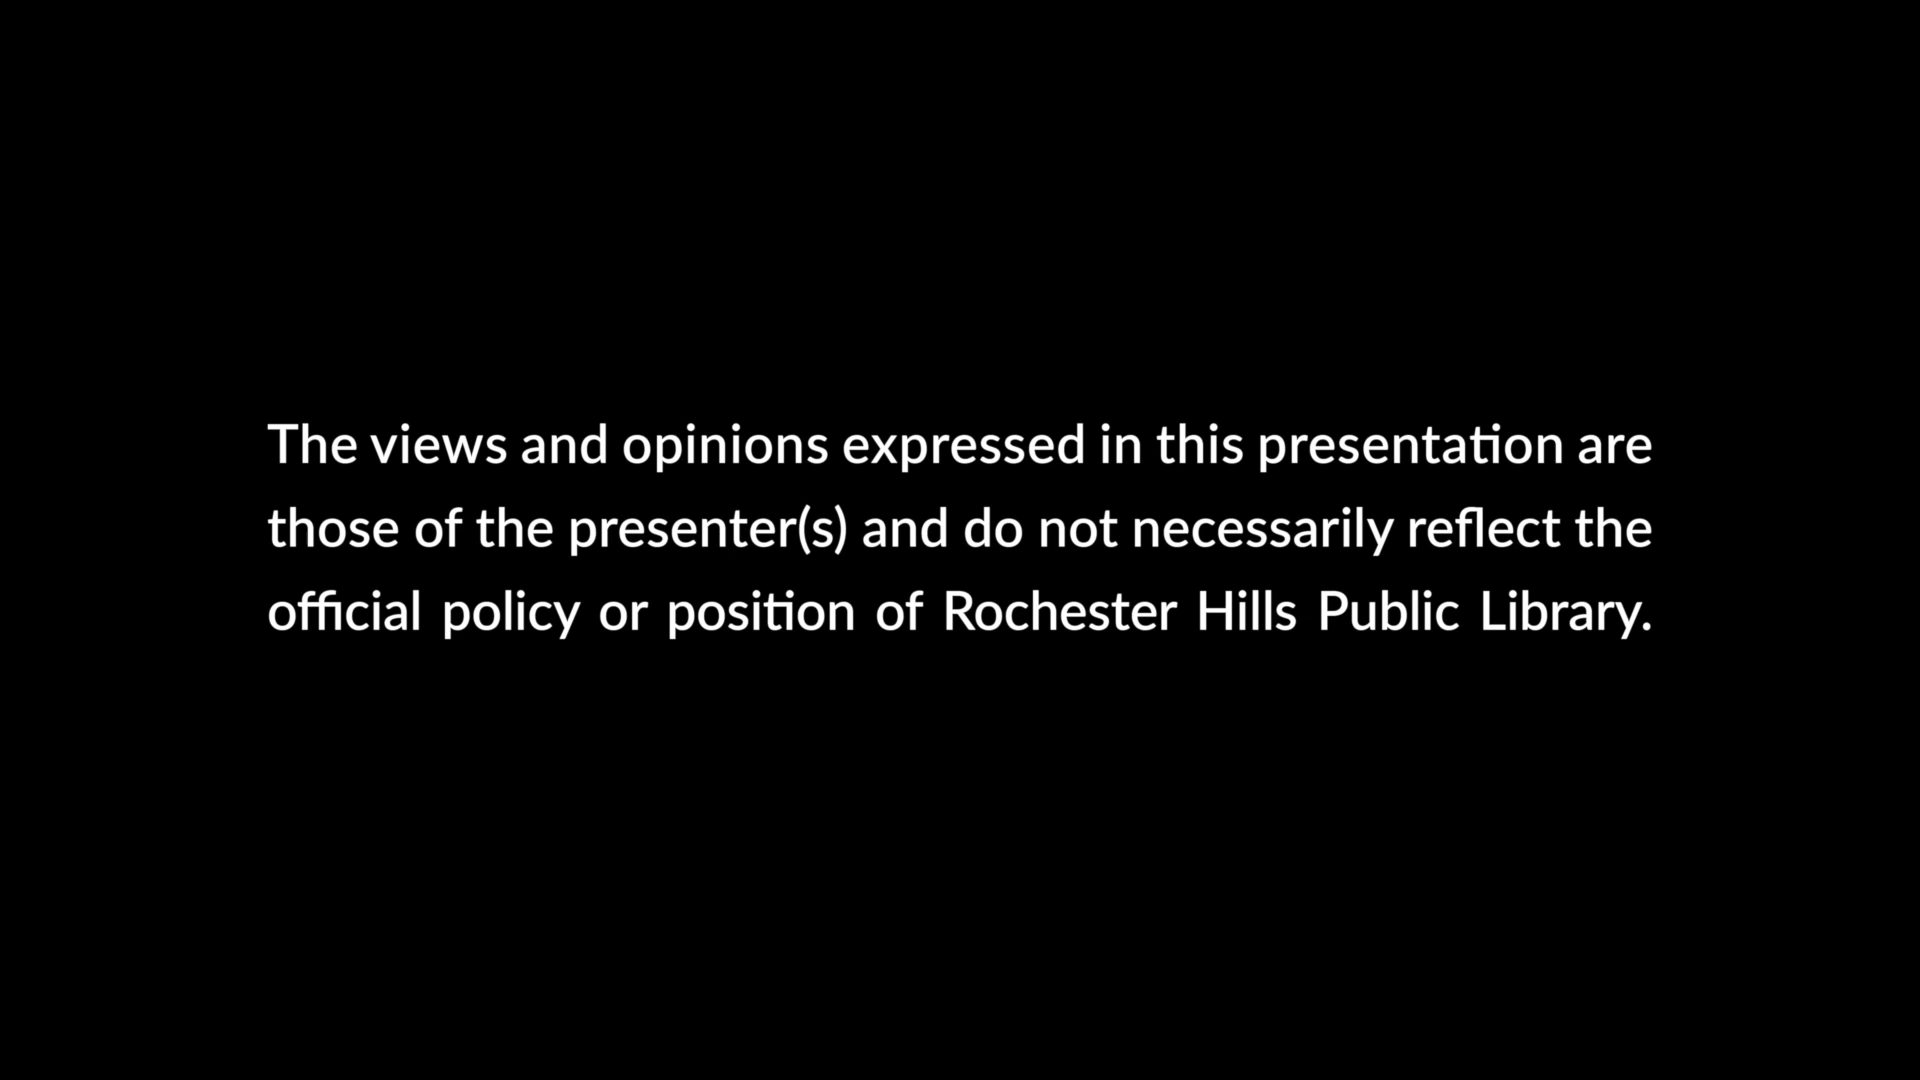 The views and opinions expressed in this presentation are
those of the presenter(s) and do not necessarily reflect the
official policy or position of Rochester Hills Public Library.